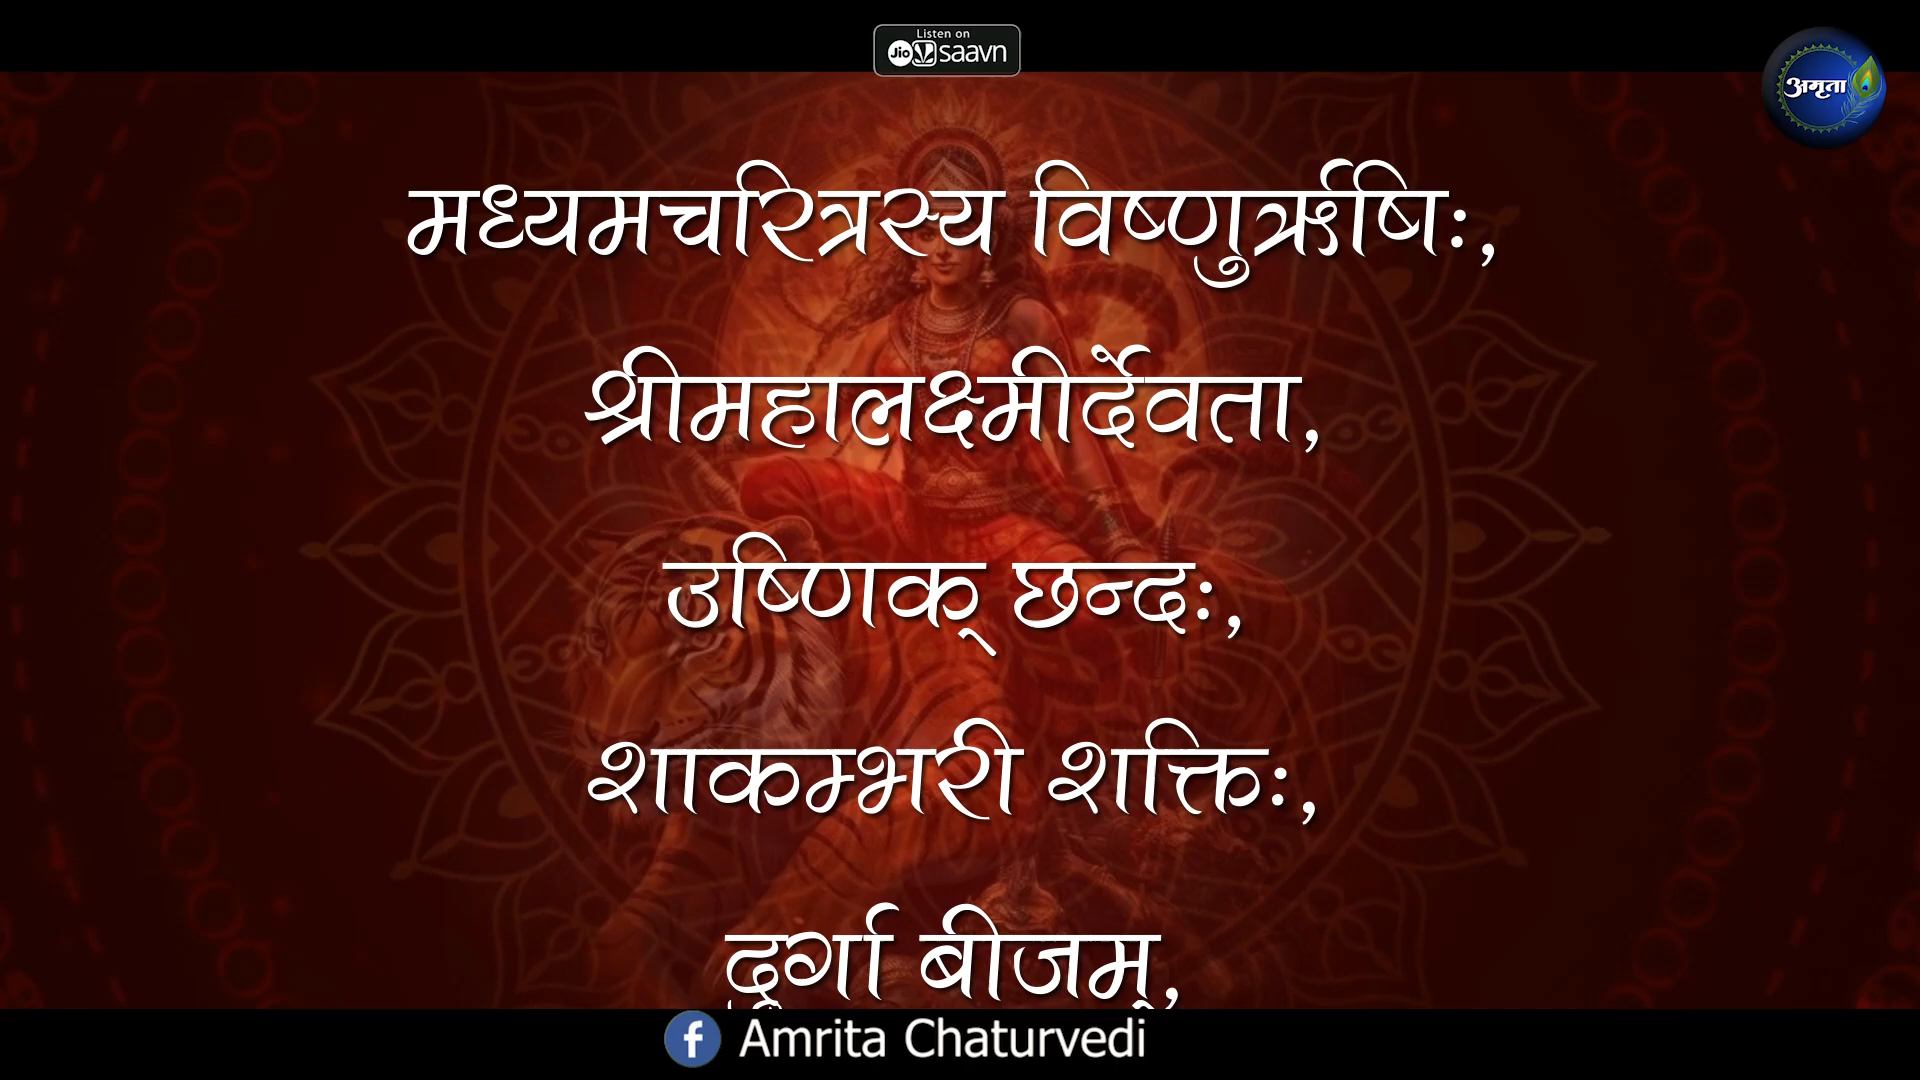 Listen on
Jio saavn
अमृता
मध्यमचरित्रस्य विष्णुर्ऋषिः,
श्रीमहालक्ष्मीर्देवता,
उष्णिक् छन्दः,
शाकम्भरी शक्तिः,
दुर्गा बीजम्,
f Amrita Chaturvedi